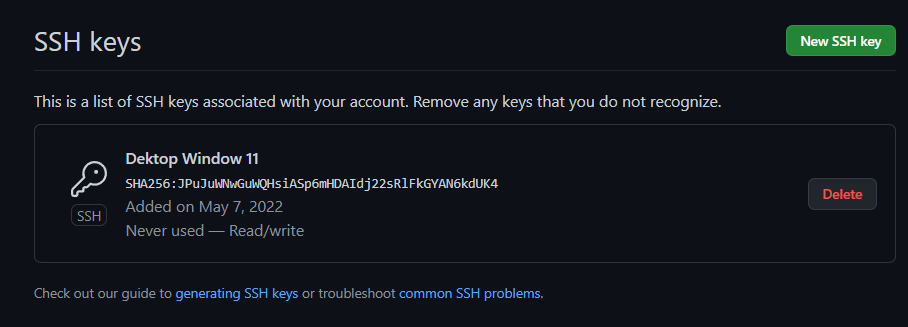 SSH keys
New SSH key
This is a list of SSH keys associated with your account. Remove any keys that you do not recognize.
Dektop Window 11
SHA256:JPuJuWNwGuWQHsiASp6mHDAIdj22sRlFkGYAN6kdUK4
Added on May 7, 2022
Never used — Read/write
SSH
Delete
Check out our guide to generating SSH keys or troubleshoot common SSH problems.